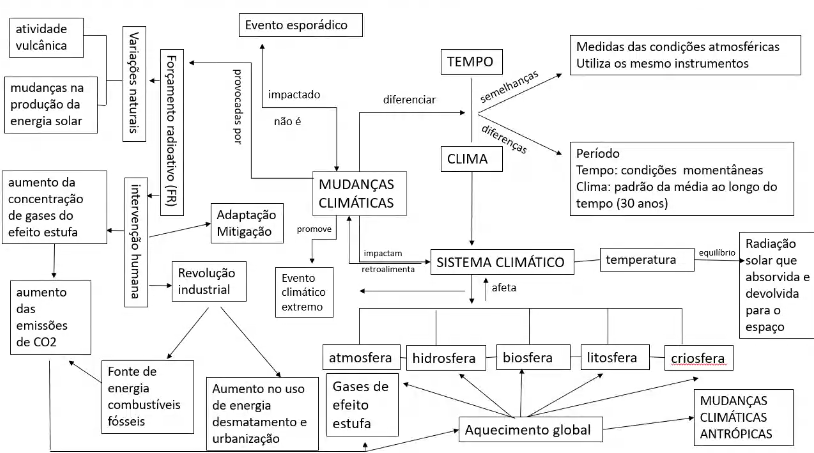 atividade
vulcânica
mudanças na
produção da
energia solar
Variações naturais
Forçamento radioativo (FR)
provocadas por
Evento esporádico
impactado
não é
diferenciar
TEMPO
CLIMA
semelhanças
diferenças
Medidas das condições atmosféricas
Utiliza os mesmo instrumentos
Período
Tempo: condições momentâneas
Clima: padrão da média ao longo do
tempo (30 anos)
MUDANÇAS
CLIMÁTICAS
aumento da
concentração
de gases do
efeito estufa
intervenção humana
Adaptação
Mitigação
promove
Evento
climático
extremo
impactam
retroalimenta
SISTEMA CLIMÁTICO
afeta
temperatura
equilíbrio
Radiação
solar que
absorvida e
devolvida
para o
espaço
Revolução
industrial
aumento
das
emissões
de CO2
Fonte de
energia
combustíveis
fósseis
Aumento no uso
de energia
desmatamento e
urbanização
atmosfera
hidrosfera
biosfera
litosfera
criosfera
Gases de
efeito
estufa
Aquecimento global
MUDANÇAS
CLIMÁTICAS
ANTRÓPICAS